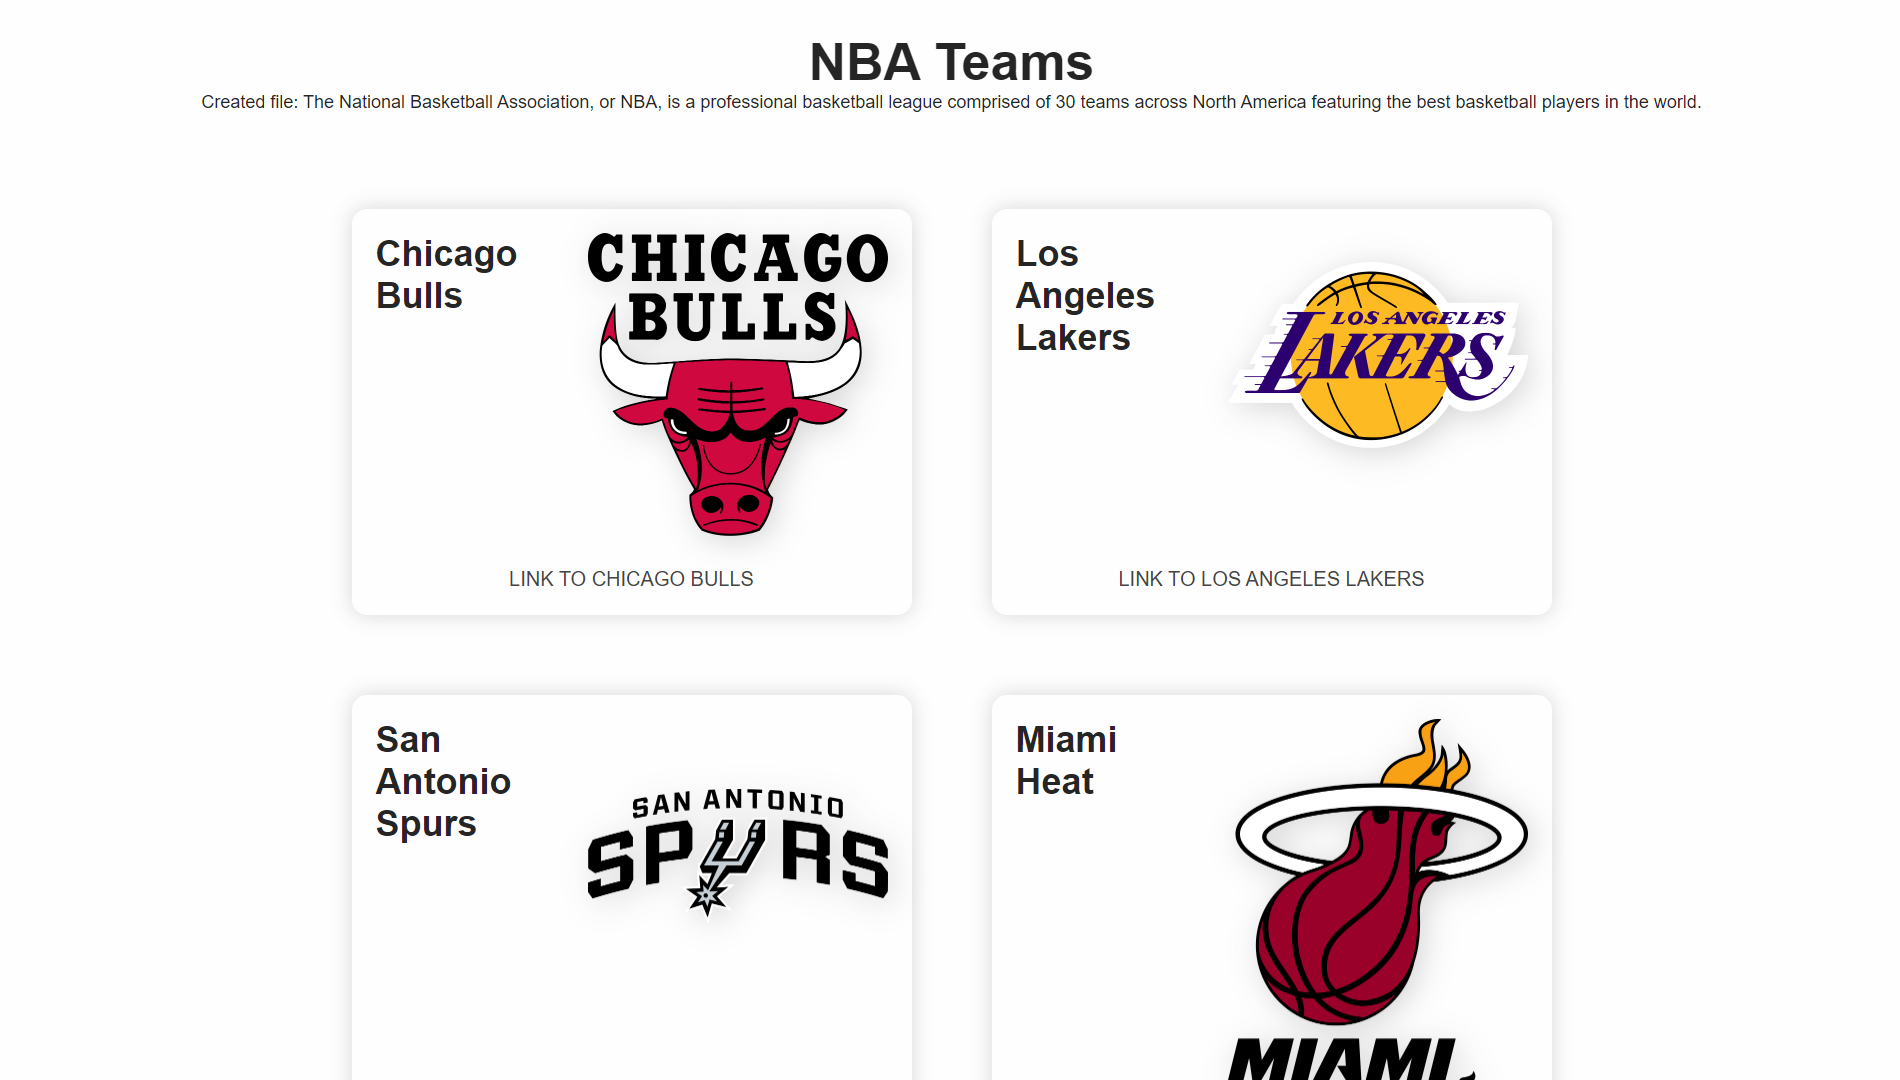 NBA Teams
Created file: The National Basketball Association, or NBA, is a professional basketball league comprised of 30 teams across North America featuring the best basketball players in the world.
Chicago
Bulls
CHICAGO
BULLS
LINK TO CHICAGO BULLS
Los
Angeles
Lakers
LOS ANGELES
LAKERS
LINK TO LOS ANGELES LAKERS
San
Antonio
Spurs
SAN ANTONIO
SPURS
Miami
Heat
MIAMI